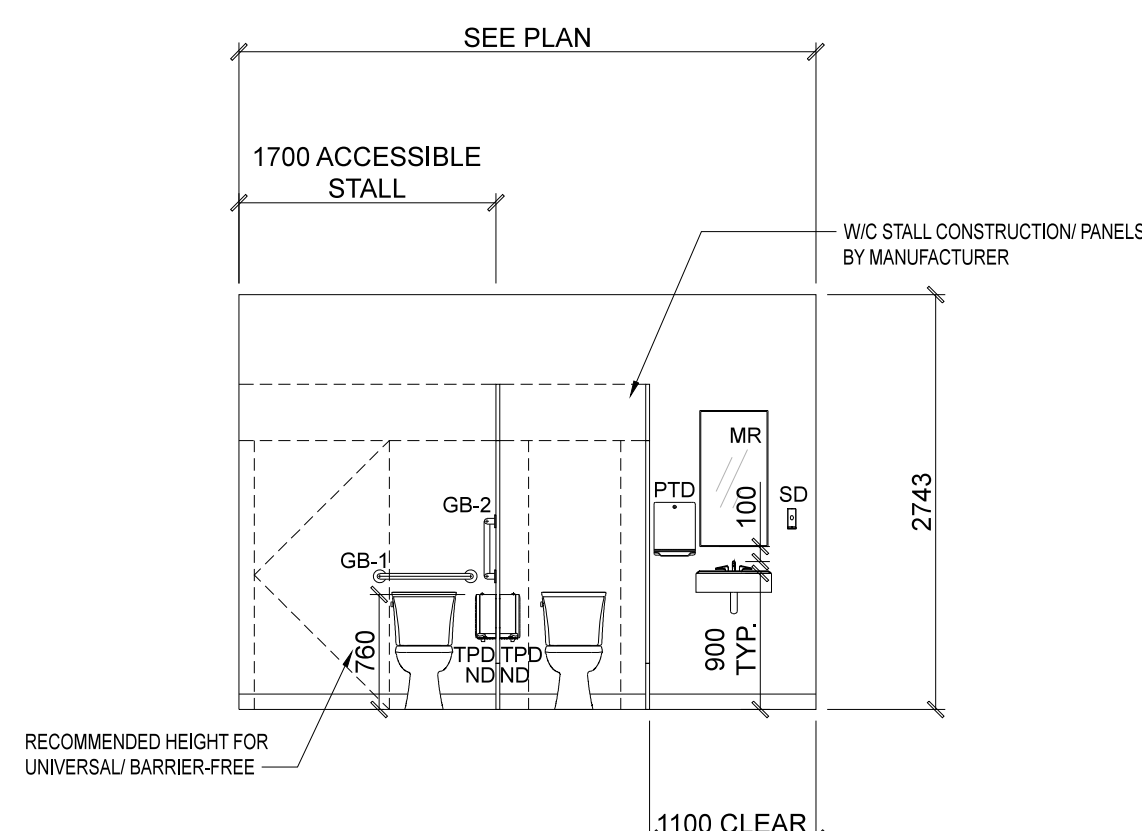 SEE PLAN
1700 ACCESSIBLE
STALL
W/C STALL CONSTRUCTION/ PANELS
BY MANUFACTURER
MR
PTD
100
SD
2743
GB-2
GB-1
760
TPD TPD
ND ND
900
TYP.
RECOMMENDED HEIGHT FOR
UNIVERSAL/ BARRIER-FREE
1100 CLEAR